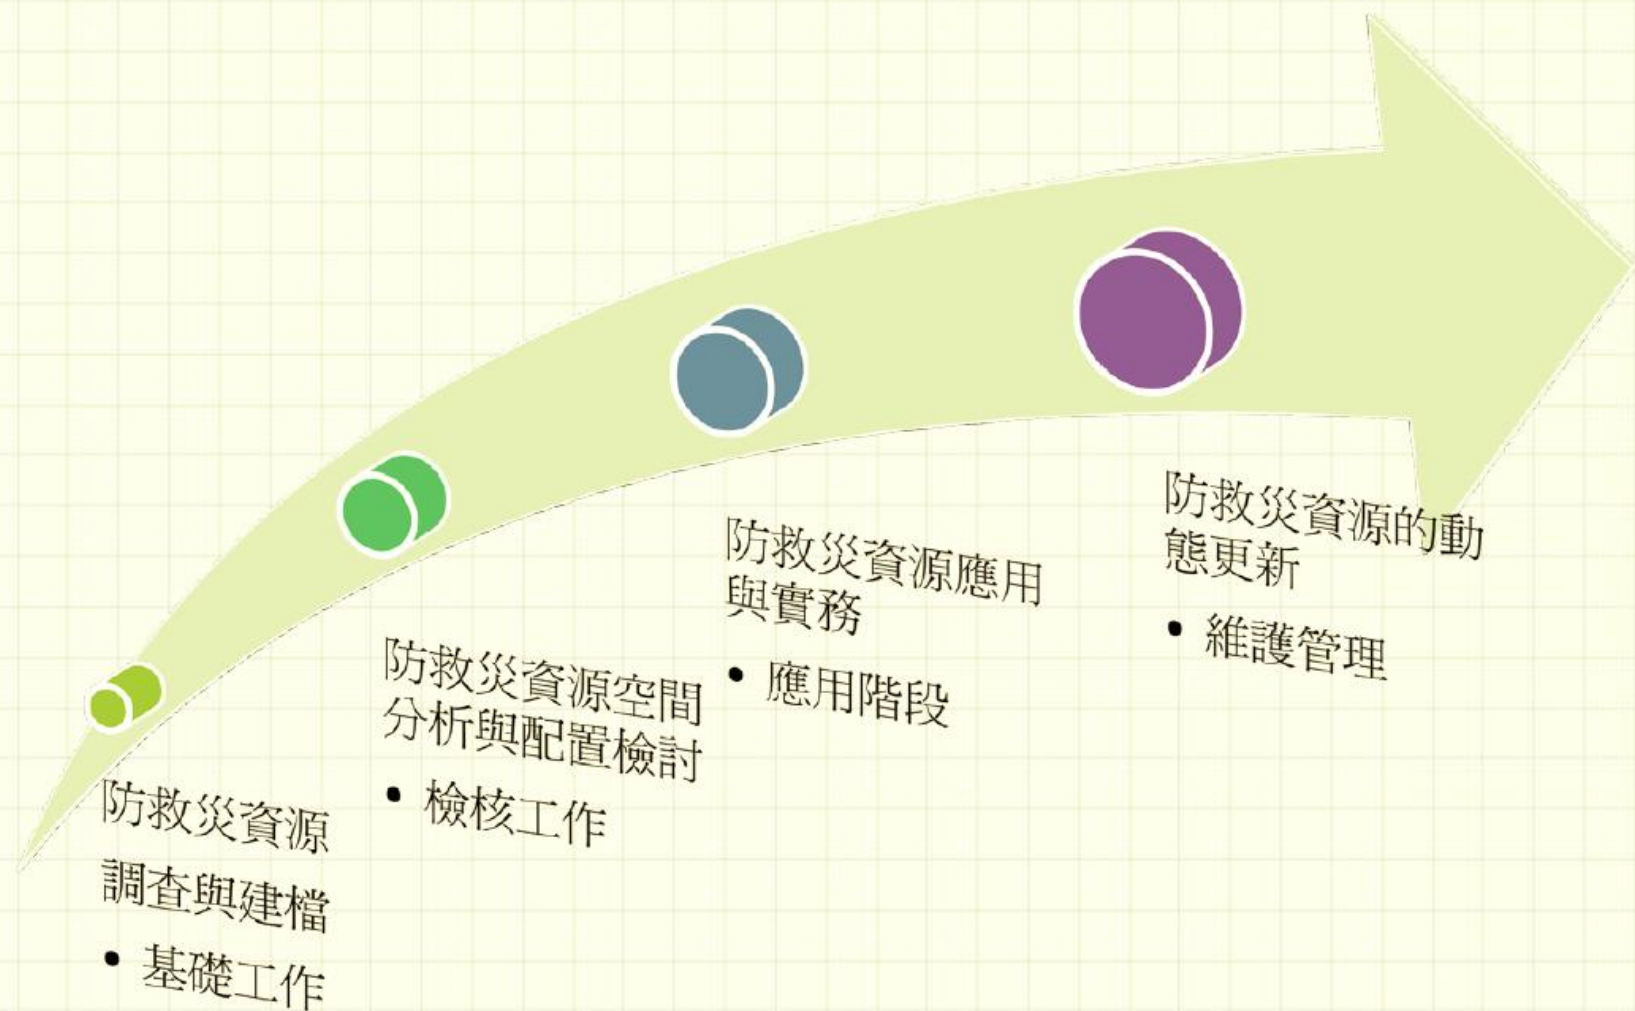 防救災資源
調查與建檔
• 基礎工作
防救災資源空間
分析與配置檢討
• 檢核工作
防救災資源應用
與實務
• 應用階段
防救災資源的動
態更新
• 維護管理